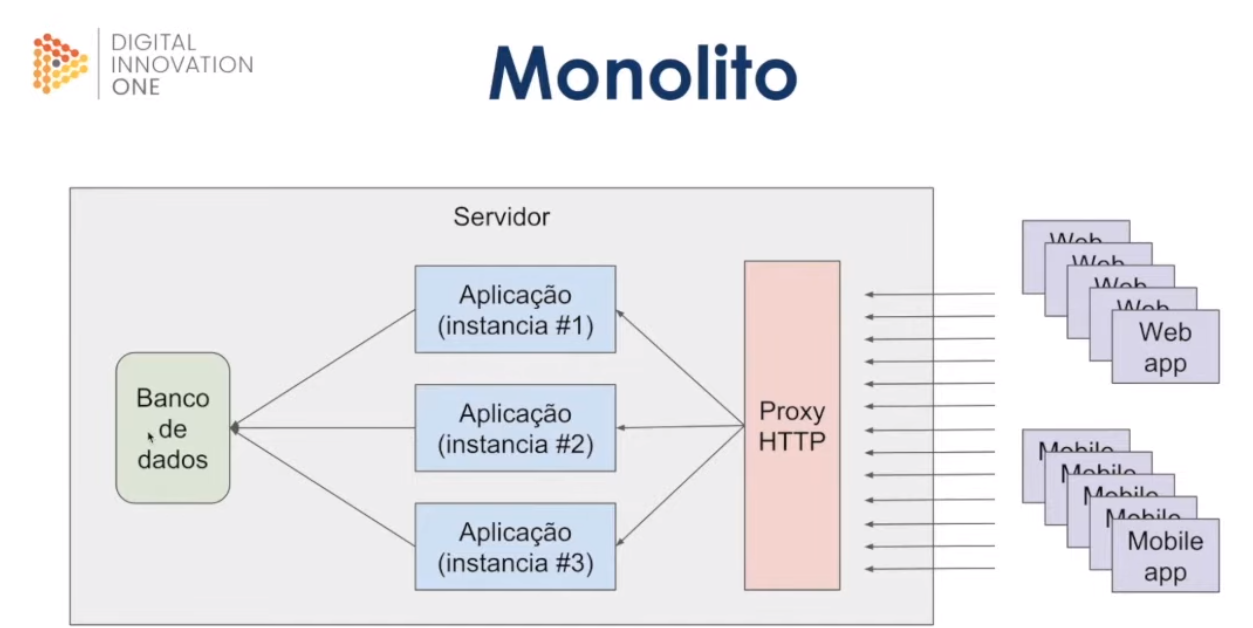 DIGITAL
INNOVATION
ONE
Monolito
Servidor
Banco
de
dados
Aplicação
(instancia #1)
Aplicação
(instancia #2)
Aplicação
(instancia #3)
Proxy
HTTP
Web
Web
Web
Web
Web
app
Mobile
Mobile
Mobile
Mobile
Mobile
app